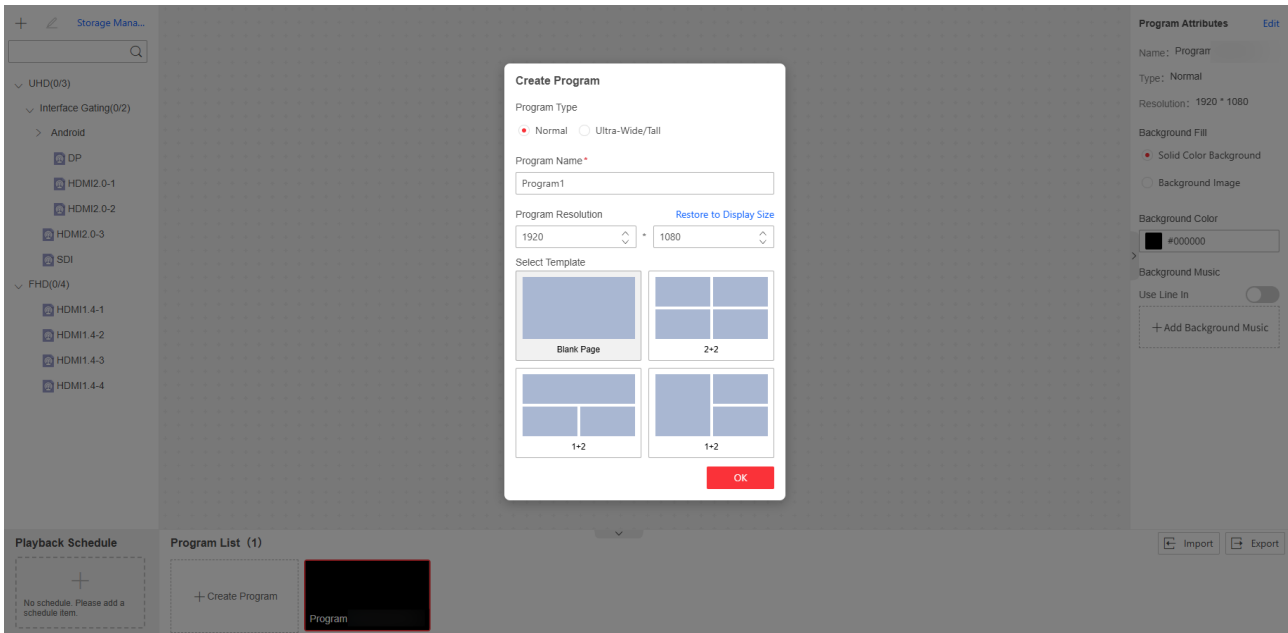 Storage Mana...
UHD(0/3)
Interface Gating(0/2)
Android
DP
HDMI2.0-1
HDMI2.0-2
HDMI2.0-3
SDI
FHD(0/4)
HDMI1.4-1
HDMI1.4-2
HDMI1.4-3
HDMI1.4-4
Create Program
Program Type
Normal Ultra-Wide/Tall
Program Name*
Program1
Program Resolution Restore to Display Size
1920 * 1080
Select Template
Blank Page 2+2
1+2 1+2
OK
Program Attributes Edit
Name: Program
Type: Normal
Resolution: 1920 * 1080
Background Fill
Solid Color Background
Background Image
Background Color
#000000
Background Music
Use Line In
+ Add Background Music
Playback Schedule
No schedule. Please add a
schedule item.
Program List (1)
+ Create Program
Program
Import Export